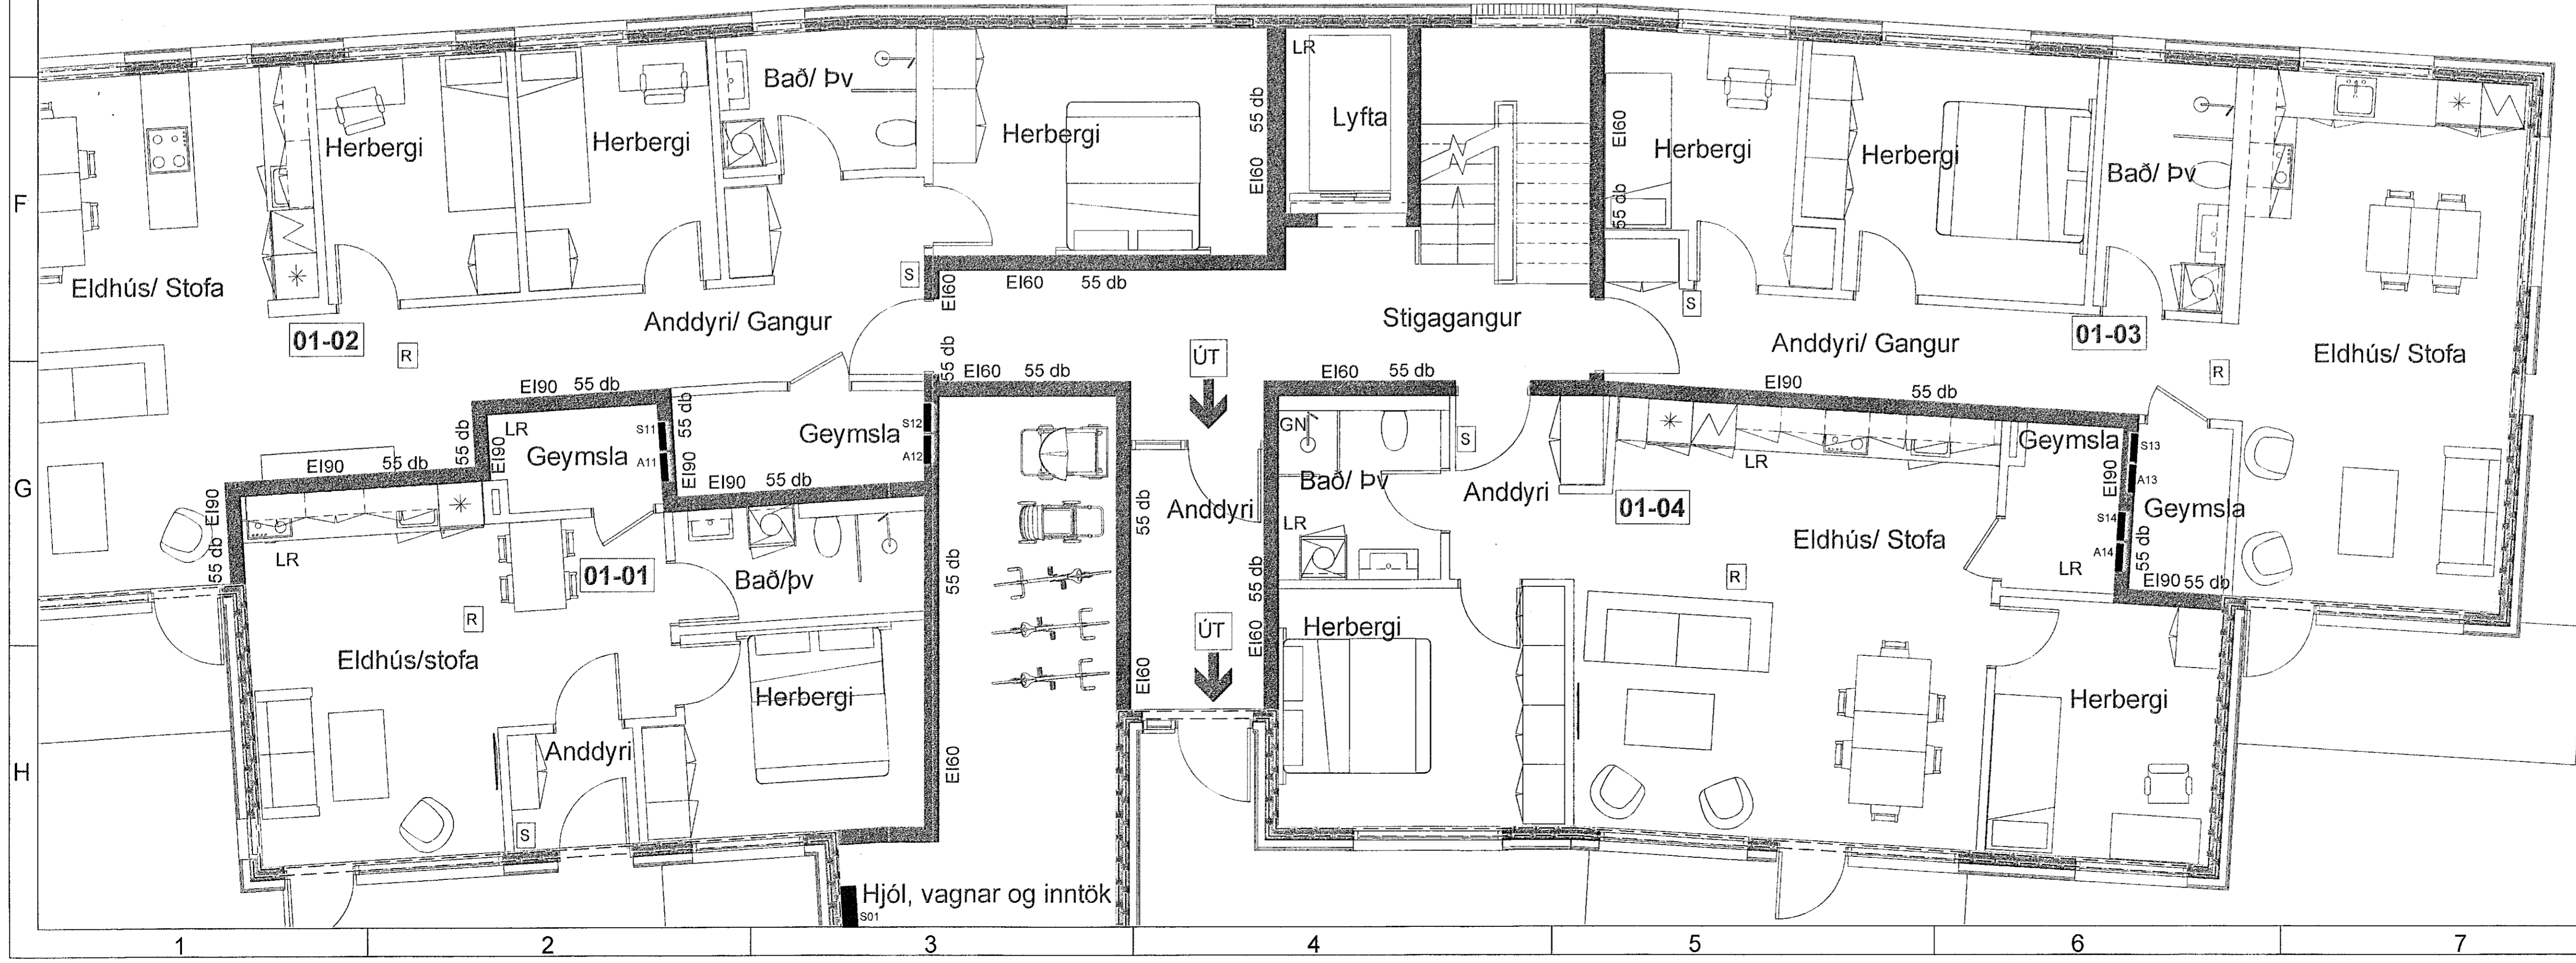 LR
Bað/ Þv
Lyfta
Herbergi
Herbergi
Herbergi
EI60 55 db
EI60
55 db
Herbergi
Herbergi
Bað/ Þv
F
Eldhús/ Stofa
S
EI60
EI60 55 db
S
Anddyri/ Gangur
Stigagangur
01-02
R
55 db
ÚT
Anddyri/ Gangur
01-03
Eldhús/ Stofa
R
EI90 55 db
EI60 55 db
EI60 55 db
EI90
55 db
LR
S11
55 db
Geymsla
S12
GN
S
Geymsla
S13
55 db
EI90
Geymsla
A11
EI90
A12
EI90 55 db
EI90 55 db
LR
EI90
A13
G
EI90
Bað/ Þv
Anddyri
01-04
Geymsla
Anddyri
55 db
LR
S14
LR
55 db
Eldhús/ Stofa
A14
55 db
01-01
Bað/þv
55 db
55 db
R
LR
EI90 55 db
R
ÚT
EI60
Herbergi
Eldhús/stofa
EI60
Herbergi
Herbergi
Anddyri
EI60
H
S
Hjól, vagnar og inntök
S01
1 2 3 4 5 6 7